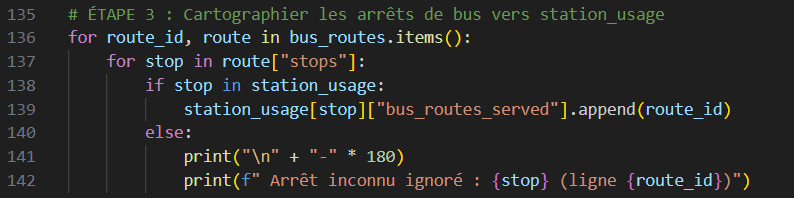 135 # ÉTAPE 3 : Cartographier les arrêts de bus vers station_usage
136 for route_id, route in bus_routes.items():
137     for stop in route["stops"]:
138         if stop in station_usage:
139             station_usage[stop]["bus_routes_served"].append(route_id)
140         else:
141             print("\n" + "-" * 180)
142             print(f" Arrêt inconnu ignoré : {stop} (ligne {route_id})")